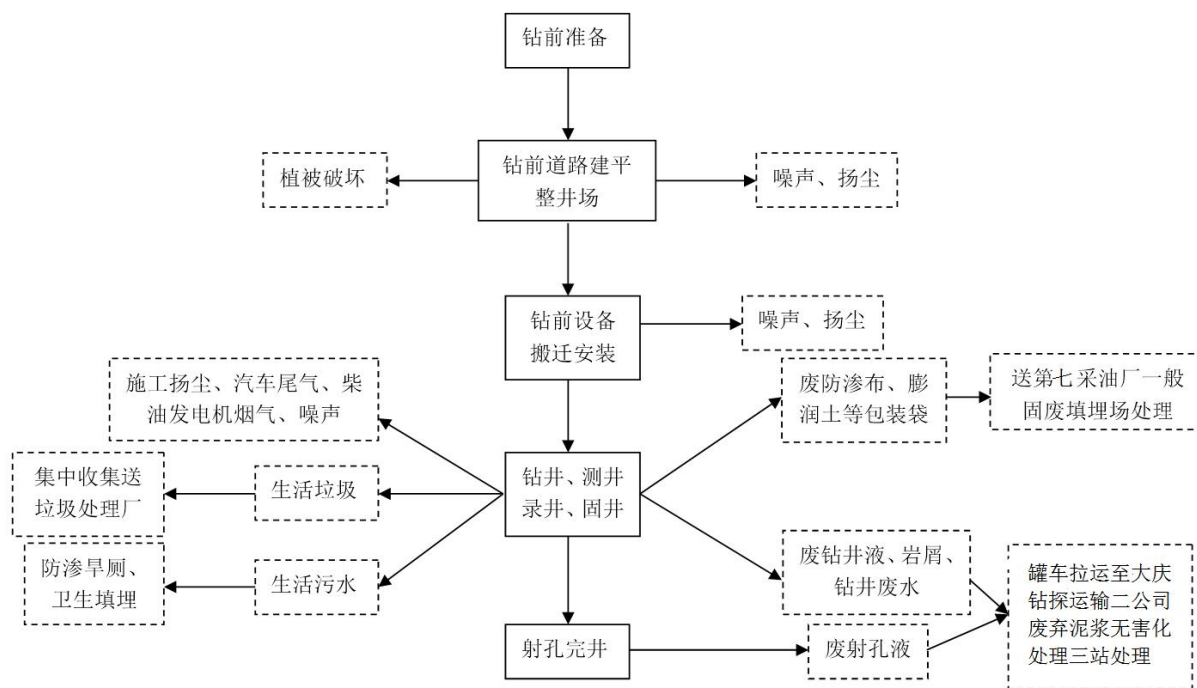 钻前准备
植被破坏
钻前道路建平
整井场
噪声、扬尘
钻前设备
搬迁安装
噪声、扬尘
施工扬尘、汽车尾气、柴
油发电机烟气、噪声
废防渗布、膨
润土等包装袋
送第七采油厂一般
固废填埋场处理
集中收集送
垃圾处理厂
生活垃圾
钻井、测井
录井、固井
防渗旱厕、
卫生填埋
生活污水
废钻井液、岩屑、
钻井废水
罐车拉运至大庆
钻探运输二公司
废弃泥浆无害化
处理三站处理
射孔完井
废射孔液